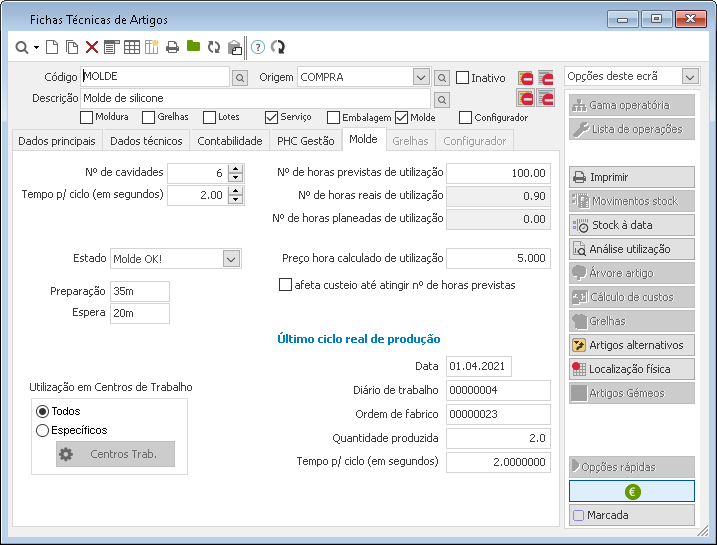 Fichas Técnicas de Artigos
Código MOLDE Origem COMPRA Inativo Opções deste ecrã
Descrição Molde de silicone
Moldura Grelhas Lotes Serviço Embalagem Molde Configurador
Gama operatória
Lista de operações
Dados principais Dados técnicos Contabilidade PHC Gestão Molde Grelhas Configurador
Nº de cavidades 6 Nº de horas previstas de utilização 100.00
Imprimir
Tempo p/ ciclo (em segundos) 2.00 Nº de horas reais de utilização 0.90
Movimentos stock
Nº de horas planeadas de utilização 0.00
Stock à data
Análise utilização
Estado Molde OK! Preço hora calculado de utilização 5.000
Árvore artigo
afeta custeio até atingir nº de horas previstas
Preparação 35m
Cálculo de custos
Espera 20m
Grelhas
Último ciclo real de produção
Artigos alternativos
Data 01.04.2021
Localização física
Utilização em Centros de Trabalho
Diário de trabalho 00000004
Artigos Gémeos
Todos
Ordem de fabrico 00000023
Específicos
Quantidade produzida 2.0
Centros Trab.
Tempo p/ ciclo (em segundos) 2.0000000
Opções rápidas
€
Marcada